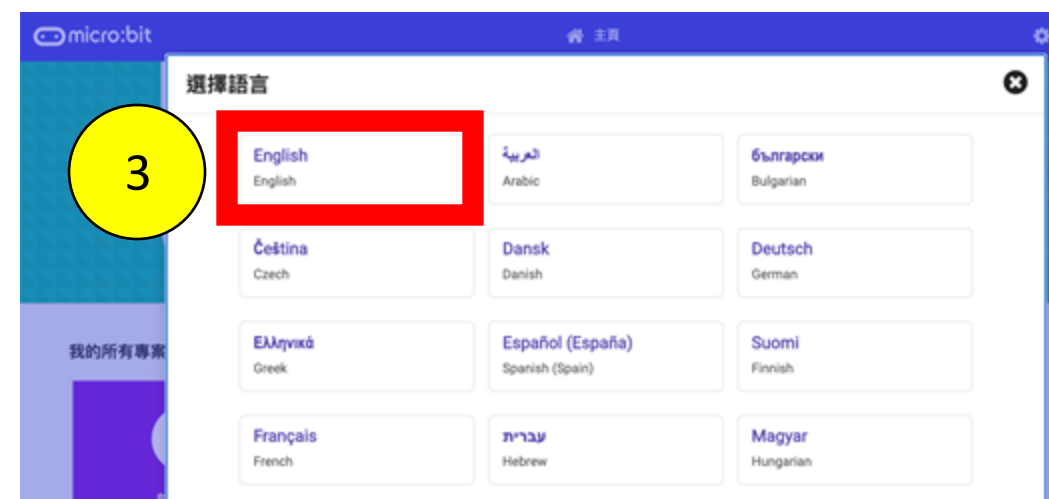 micro:bit
主頁
選擇語言
3
English
English
العربية
Arabic
български
Bulgarian
Čeština
Czech
Dansk
Danish
Deutsch
German
我的所有專案
Ελληνικά
Greek
Español (España)
Spanish (Spain)
Suomi
Finnish
Français
French
עברית
Hebrew
Magyar
Hungarian